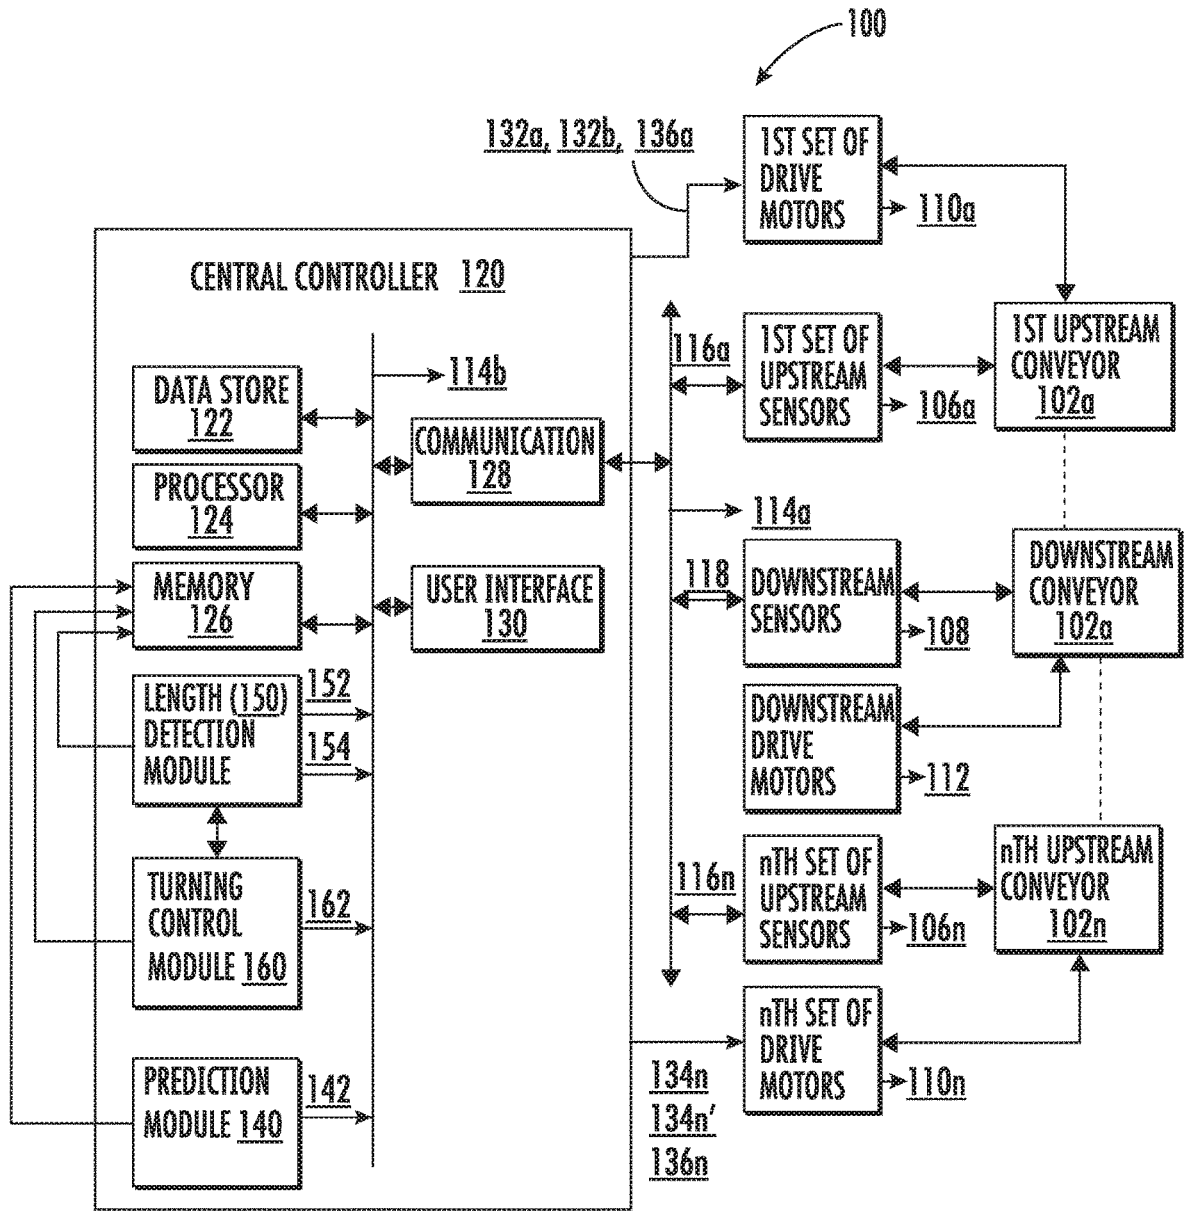 100
132a, 132b, 136a
1ST SET OF
DRIVE
MOTORS
110a
CENTRAL CONTROLLER 120
116a
1ST SET OF
UPSTREAM
SENSORS
106a
1ST UPSTREAM
CONVEYOR
102a
114b
DATA STORE
122
COMMUNICATION
128
PROCESSOR
124
114a
MEMORY
126
USER INTERFACE
130
118
DOWNSTREAM
SENSORS
108
DOWNSTREAM
CONVEYOR
102a
LENGTH (150)
DETECTION
MODULE
152
154
DOWNSTREAM
DRIVE
MOTORS
112
TURNING
CONTROL
MODULE 160
162
116n
nTH SET OF
UPSTREAM
SENSORS
106n
nTH UPSTREAM
CONVEYOR
102n
PREDICTION
MODULE 140
142
134n
134n'
136n
nTH SET OF
DRIVE
MOTORS
110n